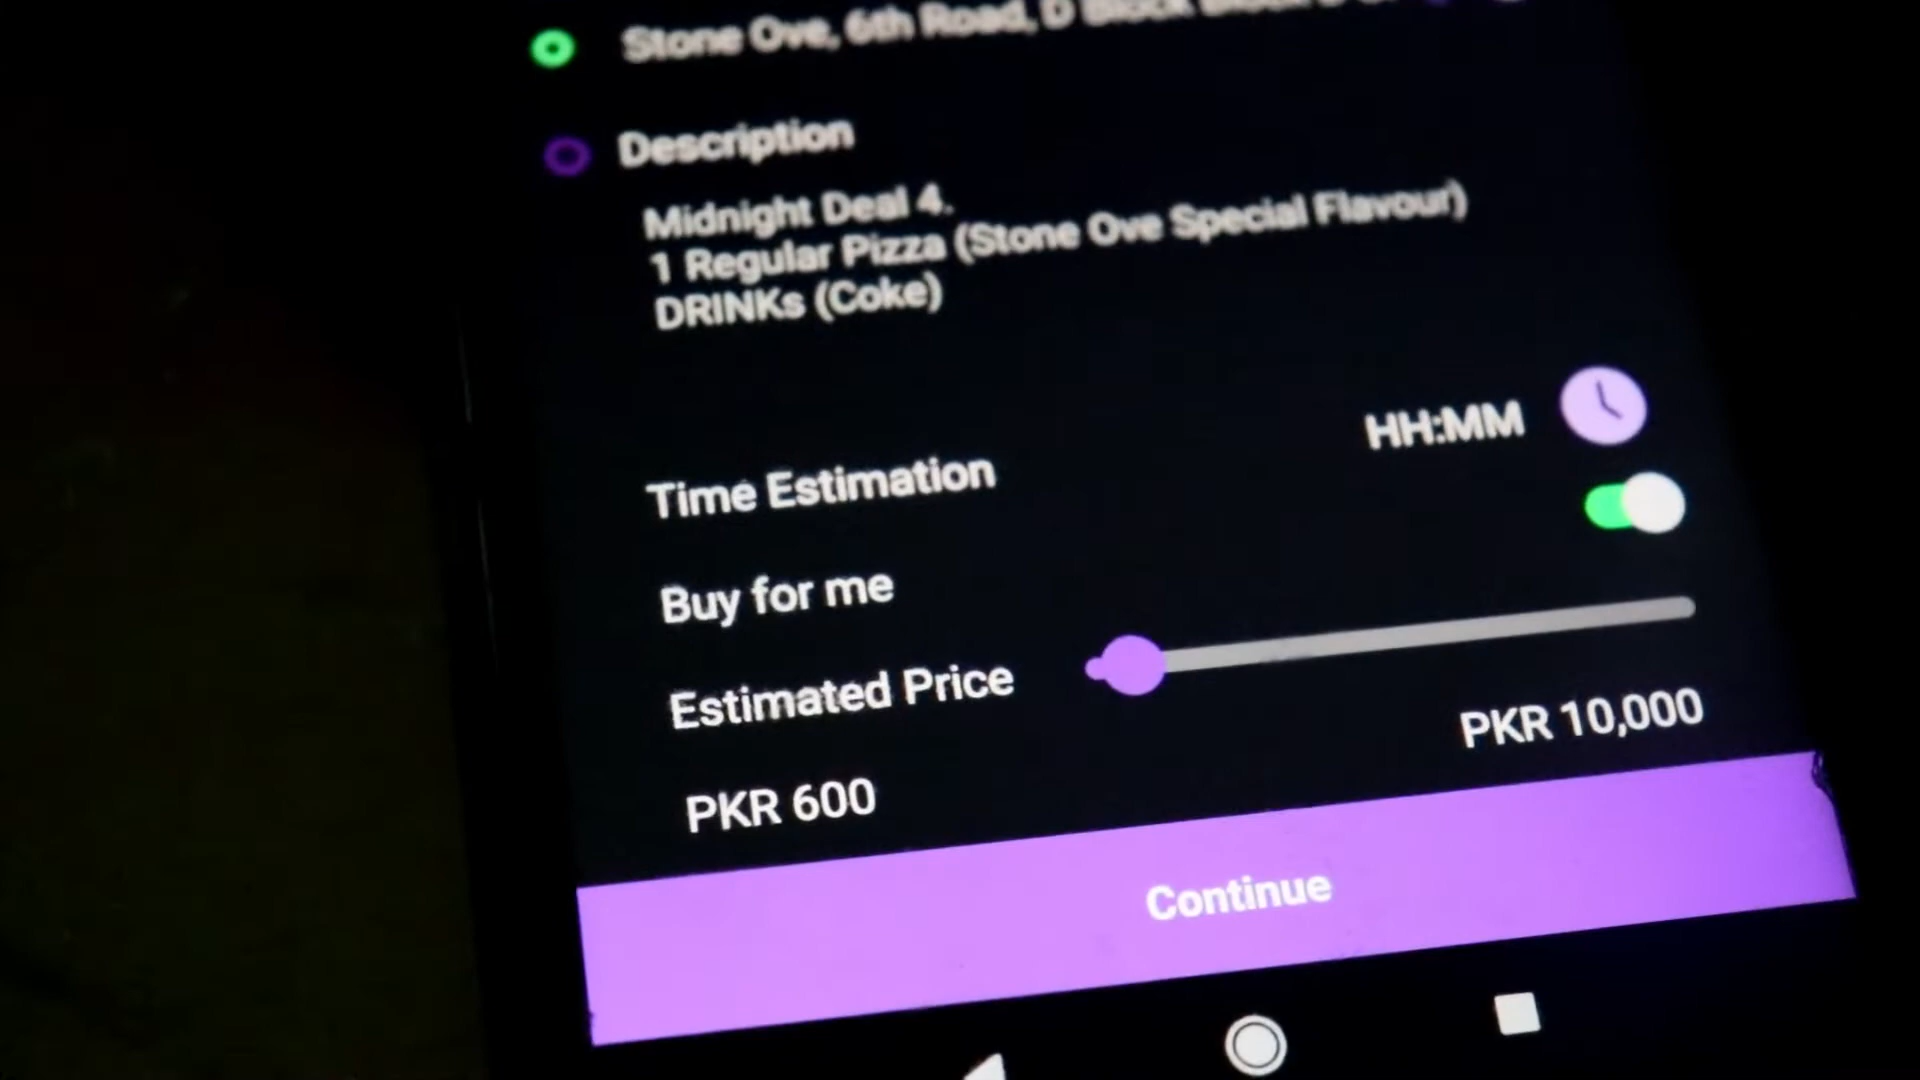 Stone Ove, 6th Road, D Block
Description
Midnight Deal 4.
1 Regular Pizza (Stone Ove Special Flavour)
DRINKs (Coke)
HH:MM
Time Estimation
Buy for me
Estimated Price
PKR 10,000
PKR 600
Continue